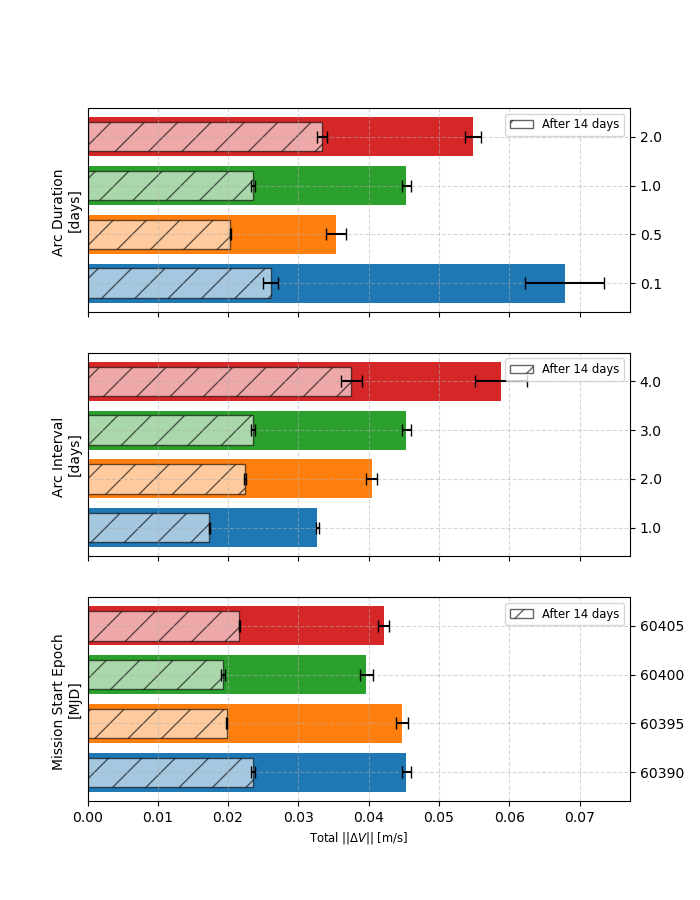 After 14 days
2.0
1.0
0.5
0.1
Arc Duration
[days]
After 14 days
4.0
3.0
2.0
1.0
Arc Interval
[days]
After 14 days
60405
60400
60395
60390
Mission Start Epoch
[MJD]
0.00 0.01 0.02 0.03 0.04 0.05 0.06 0.07
Total ||ΔV|| [m/s]